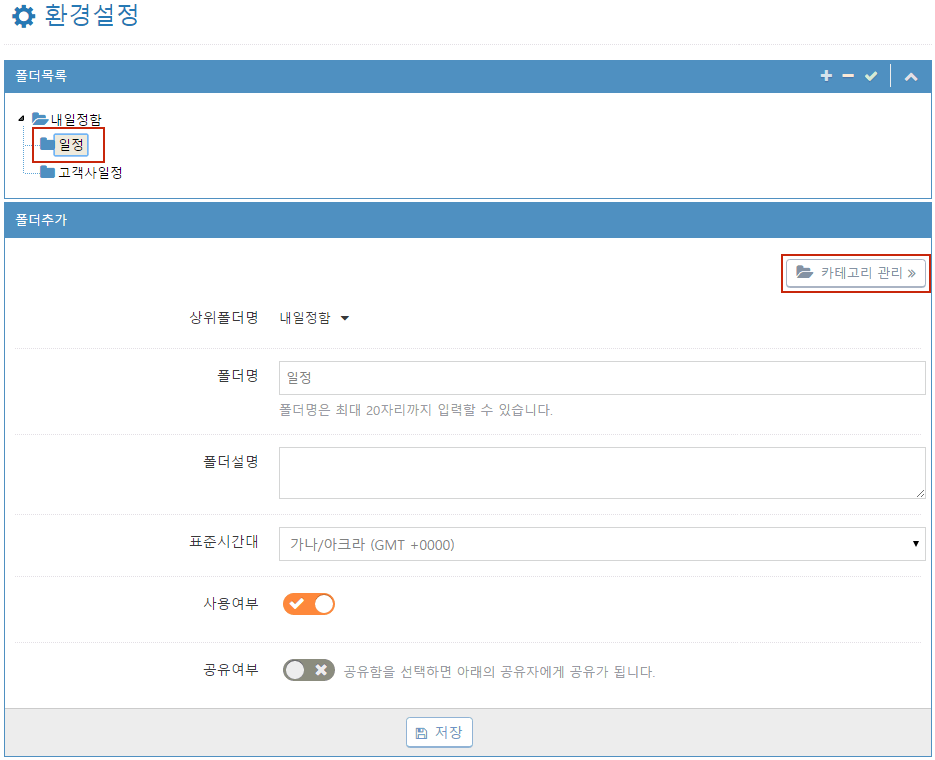 환경설정
폴더목록
내일정함
일정
고객사일정
폴더추가
카테고리 관리 »
상위폴더명 내일정함
폴더명 일정
폴더명은 최대 20자리까지 입력할 수 있습니다.
폴더설명
표준시간대 가나/아크라 (GMT +0000)
사용여부
공유여부 공유함을 선택하면 아래의 공유자에게 공유가 됩니다.
저장